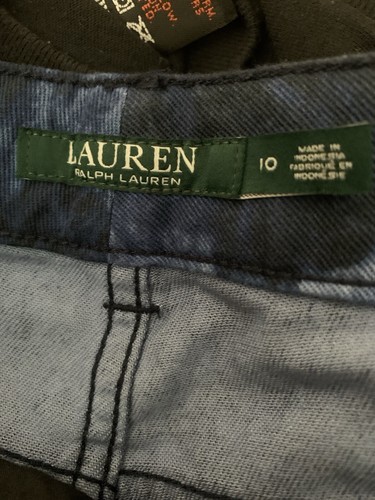 LAUREN
RALPH LAUREN
10
MADE IN
INDONESIA
FABRIQUÉ EN
INDONÉSIE